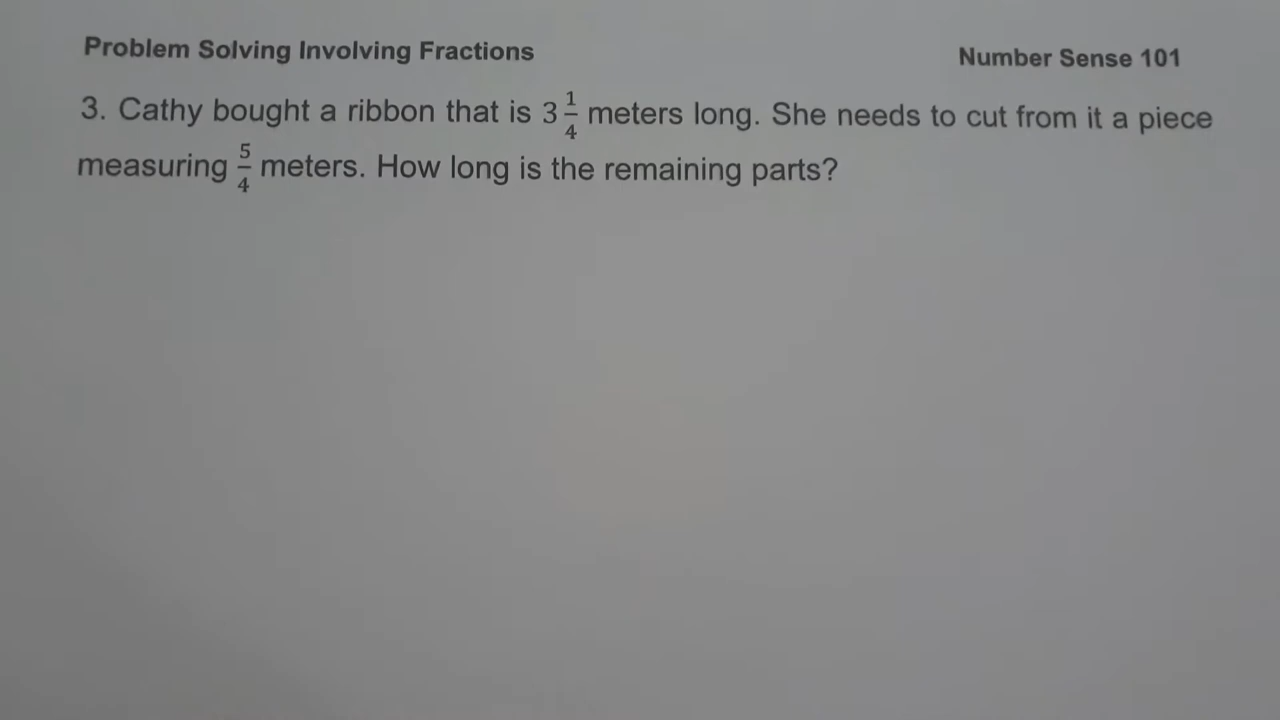 Problem Solving Involving Fractions
Number Sense 101
3. Cathy bought a ribbon that is 3 1/4 meters long. She needs to cut from it a piece
measuring 5/4 meters. How long is the remaining parts?